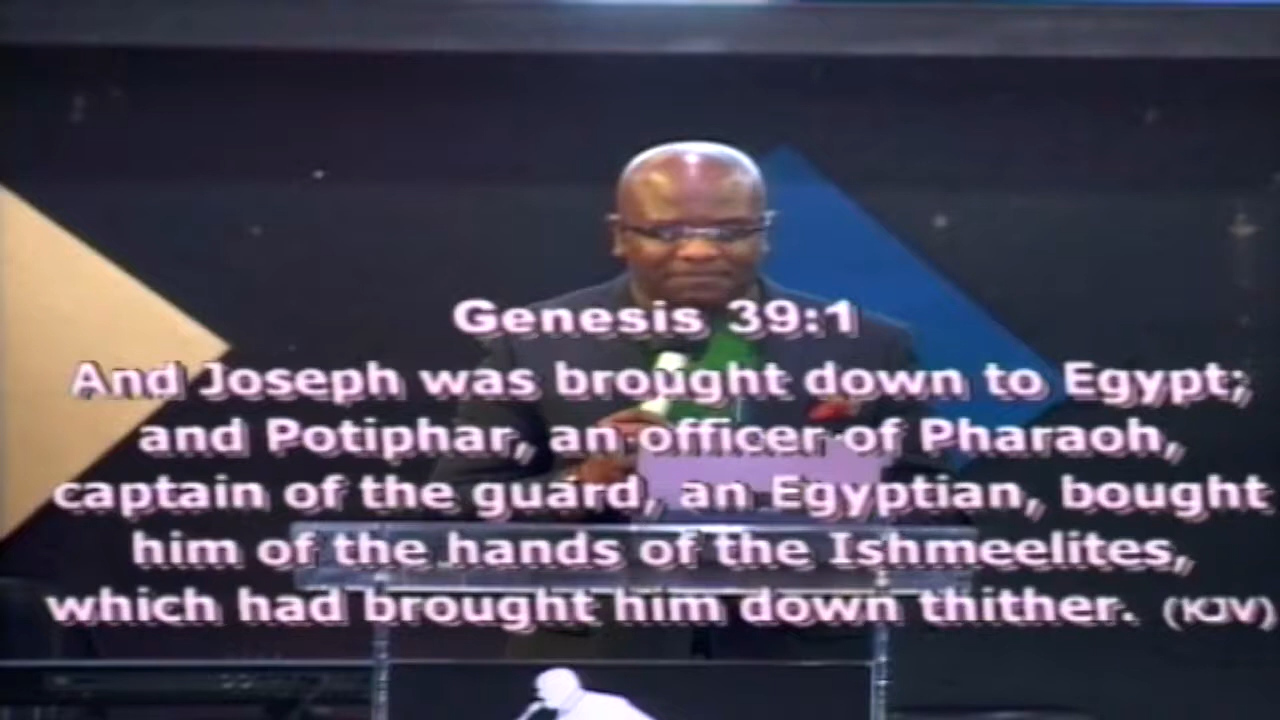 Genesis 39:1
And Joseph was brought down to Egypt;
and Potiphar, an officer of Pharaoh,
captain of the guard, an Egyptian, bought
him of the hands of the Ishmeelites,
which had brought him down thither. (KJV)